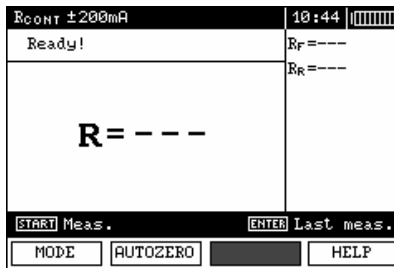 RCONT ±200mA 10:44
Ready!
RF=---
RR=---
R=---
START Meas. ENTER Last meas.
MODE AUTOZERO HELP